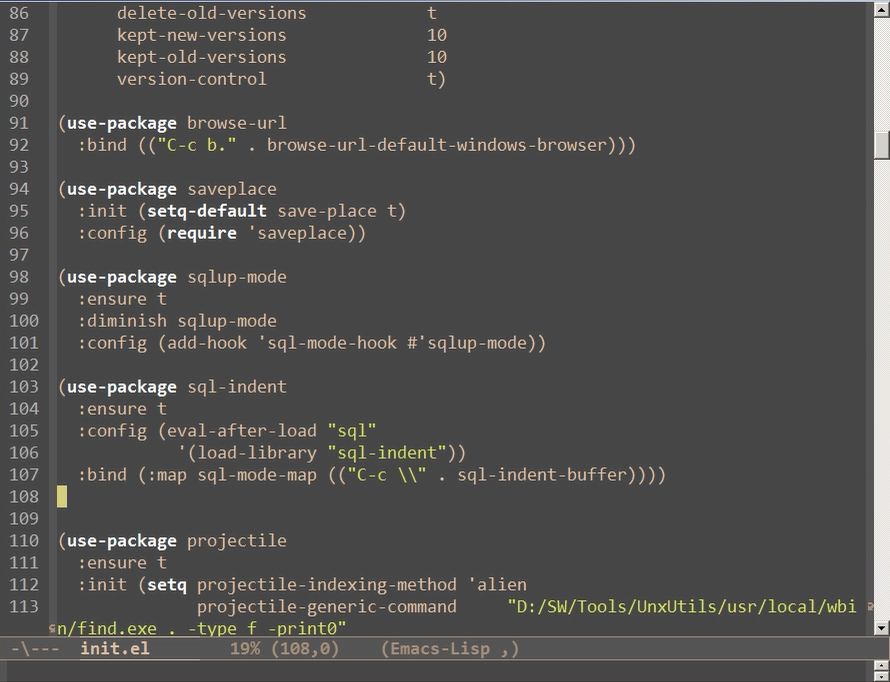 86       delete-old-versions            t
87       kept-new-versions              10
88       kept-old-versions              10
89       version-control                t)
90
91 (use-package browse-url
92   :bind (("C-c b." . browse-url-default-windows-browser)))
93
94 (use-package saveplace
95   :init (setq-default save-place t)
96   :config (require 'saveplace))
97
98 (use-package sqlup-mode
99   :ensure t
100   :diminish sqlup-mode
101   :config (add-hook 'sql-mode-hook #'sqlup-mode))
102
103 (use-package sql-indent
104   :ensure t
105   :config (eval-after-load "sql"
106             '(load-library "sql-indent"))
107   :bind (:map sql-mode-map (("C-c \\" . sql-indent-buffer))))
108
109
110 (use-package projectile
111   :ensure t
112   :init (setq projectile-indexing-method 'alien
113               projectile-generic-command     "D:/SW/Tools/UnxUtils/usr/local/wbi
n/find.exe . -type f -print0"
-\---  init.el        19% (108,0)    (Emacs-Lisp ,)